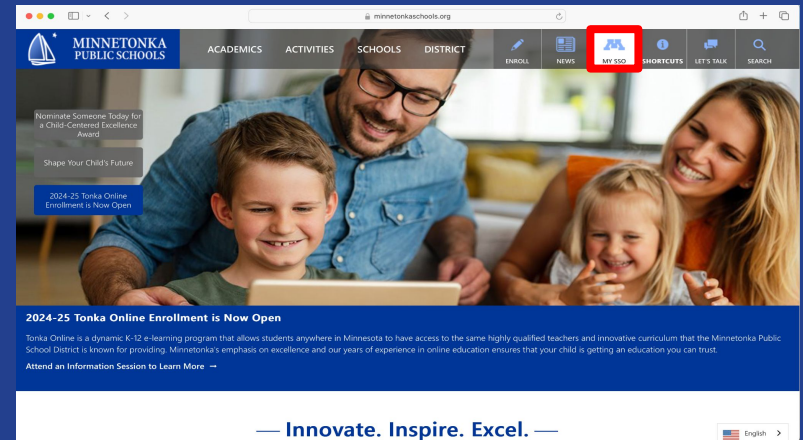 minnetonkaschools.org
MINNETONKA
PUBLIC SCHOOLS
ACADEMICS
ACTIVITIES
SCHOOLS
DISTRICT
ENROLL
NEWS
MY SSO
SHORTCUTS
LET'S TALK
SEARCH
Nominate Someone Today for
a Child-Centered Excellence
Award
Shape Your Child's Future
2024-25 Tonka Online
Enrollment is Now Open
2024-25 Tonka Online Enrollment is Now Open
Tonka Online is a dynamic K-12 e-learning program that allows students anywhere in Minnesota to have access to the same highly qualified teachers and innovative curriculum that the Minnetonka Public
School District is known for providing. Minnetonka's emphasis on excellence and our years of experience in online education ensures that your child is getting an education you can trust.
Attend an Information Session to Learn More →
Innovate. Inspire. Excel.
English